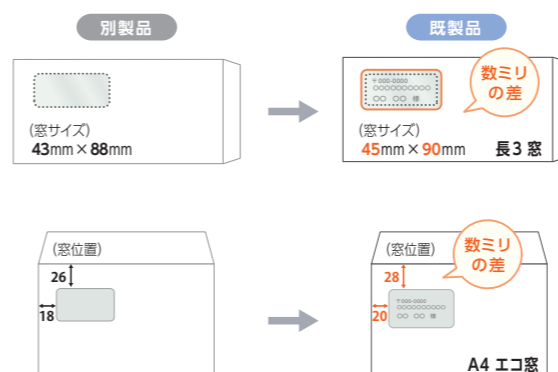 別製品
既製品
(窓サイズ)
43mm×88mm
〒000-0000
○○○○○○○○○○
○○ ○○ 様
数ミリ
の差
(窓サイズ)
45mm×90mm
長3 窓
(窓位置)
26
18
(窓位置)
28
20
〒000-0000
○○○○○○○○○○
○○ ○○ 様
数ミリ
の差
A4 エコ窓